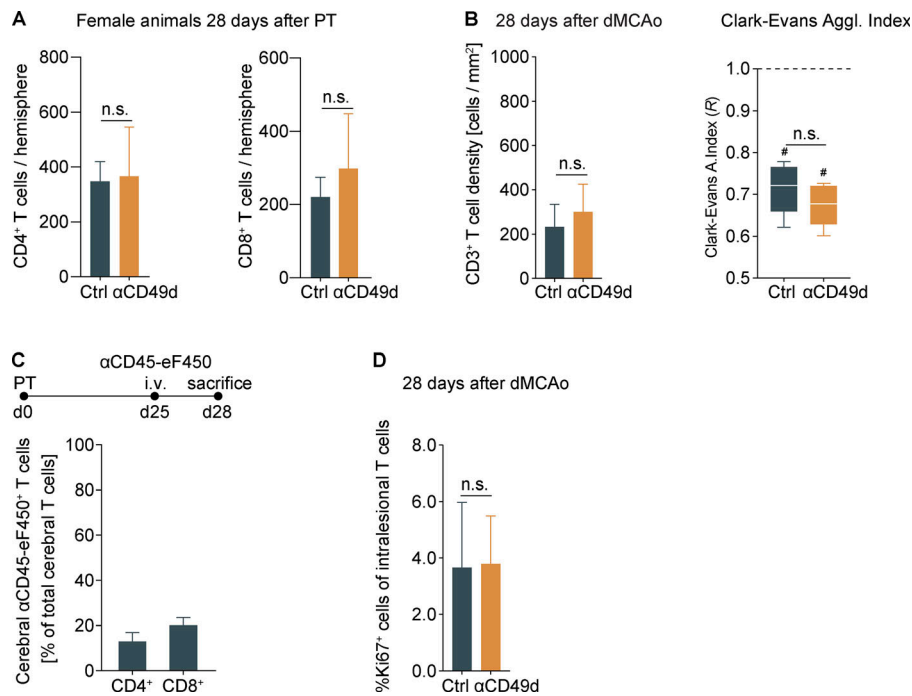 A
Female animals 28 days after PT
CD4⁺ T cells / hemisphere
800
600
400
200
0
n.s.
Ctrl αCD49d
CD8⁺ T cells / hemisphere
600
400
200
0
n.s.
Ctrl αCD49d
B
28 days after dMCAo
CD3⁺ T cell density [cells / mm²]
1000
800
600
400
200
0
n.s.
Ctrl αCD49d
Clark-Evans Aggl. Index
Clark-Evans A.Index (R)
1.0
0.8
0.7
0.6
0.5
n.s.
#
#
Ctrl αCD49d
C
αCD45-eF450
PT i.v. sacrifice
d0 d25 d28
Cerebral αCD45-eF450⁺ T cells
[% of total cerebral T cells]
100
80
60
40
20
0
CD4⁺ CD8⁺
D
28 days after dMCAo
%Ki67⁺ cells of intralesional T cells
8.0
6.0
4.0
2.0
0.0
n.s.
Ctrl αCD49d